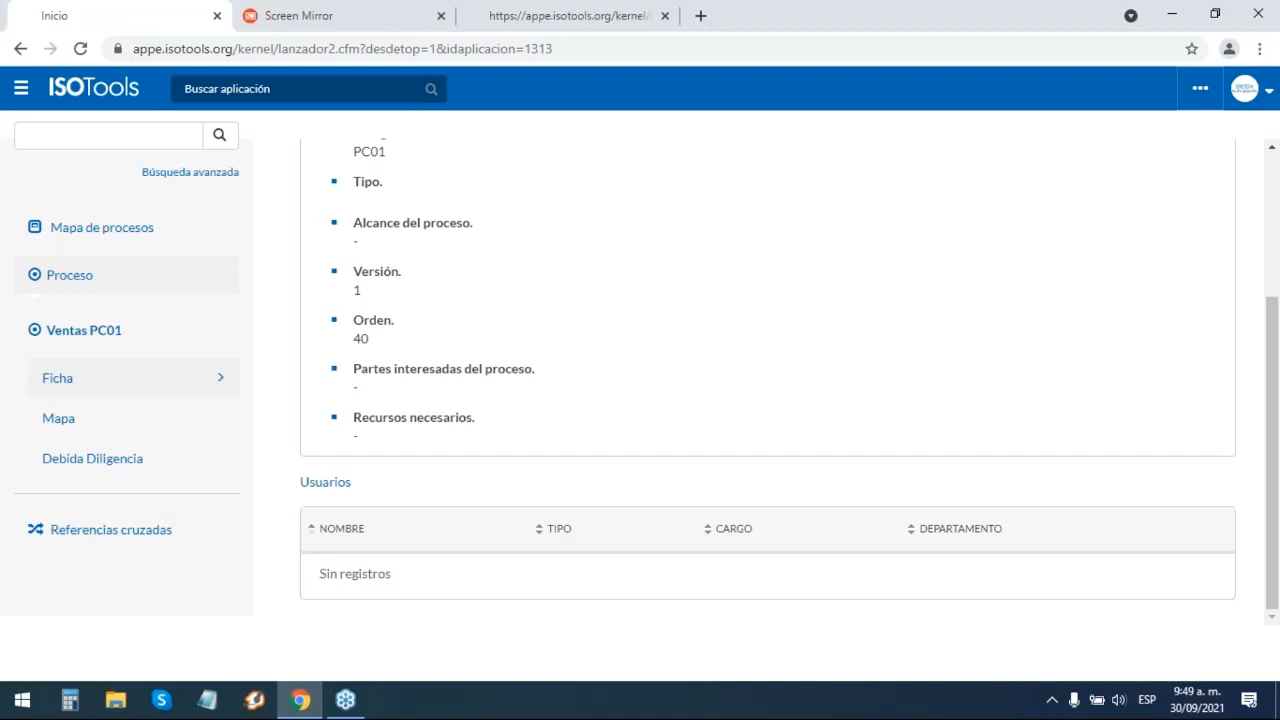 Inicio
Screen Mirror
https://appe.isotools.org/kernel/
appe.isotools.org/kernel/lanzador2.cfm?desdetop=1&idaplicacion=1313
ISOTools
Buscar aplicación
Búsqueda avanzada
Mapa de procesos
Proceso
Ventas PC01
Ficha
Mapa
Debida Diligencia
Referencias cruzadas
PC01
Tipo.
Alcance del proceso.
-
Versión.
1
Orden.
40
Partes interesadas del proceso.
-
Recursos necesarios.
-
Usuarios
NOMBRE TIPO CARGO DEPARTAMENTO
Sin registros
ESP
9:49 a. m.
30/09/2021